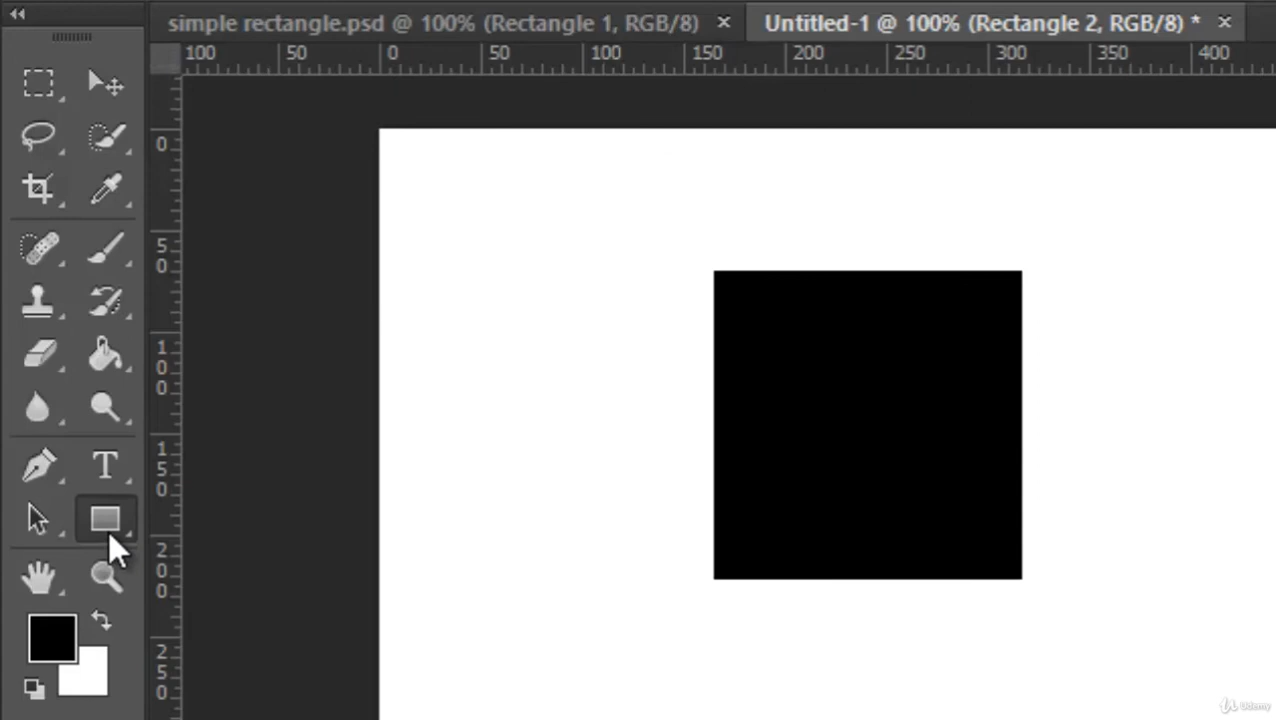 simple rectangle.psd @ 100% (Rectangle 1, RGB/8) ×
Untitled-1 @ 100% (Rectangle 2, RGB/8) * ×
100 50 0 50 100 150 200 250 300 350 400
0
50
100
150
200
250
T
Udemy